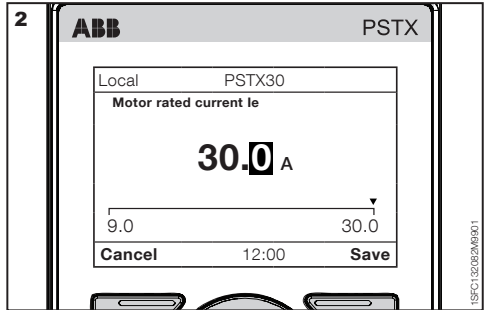 2
ABB PSTX
Local PSTX30
Motor rated current Ie
30.0 A
9.0 30.0
Cancel 12:00 Save
1SFC132082M9901